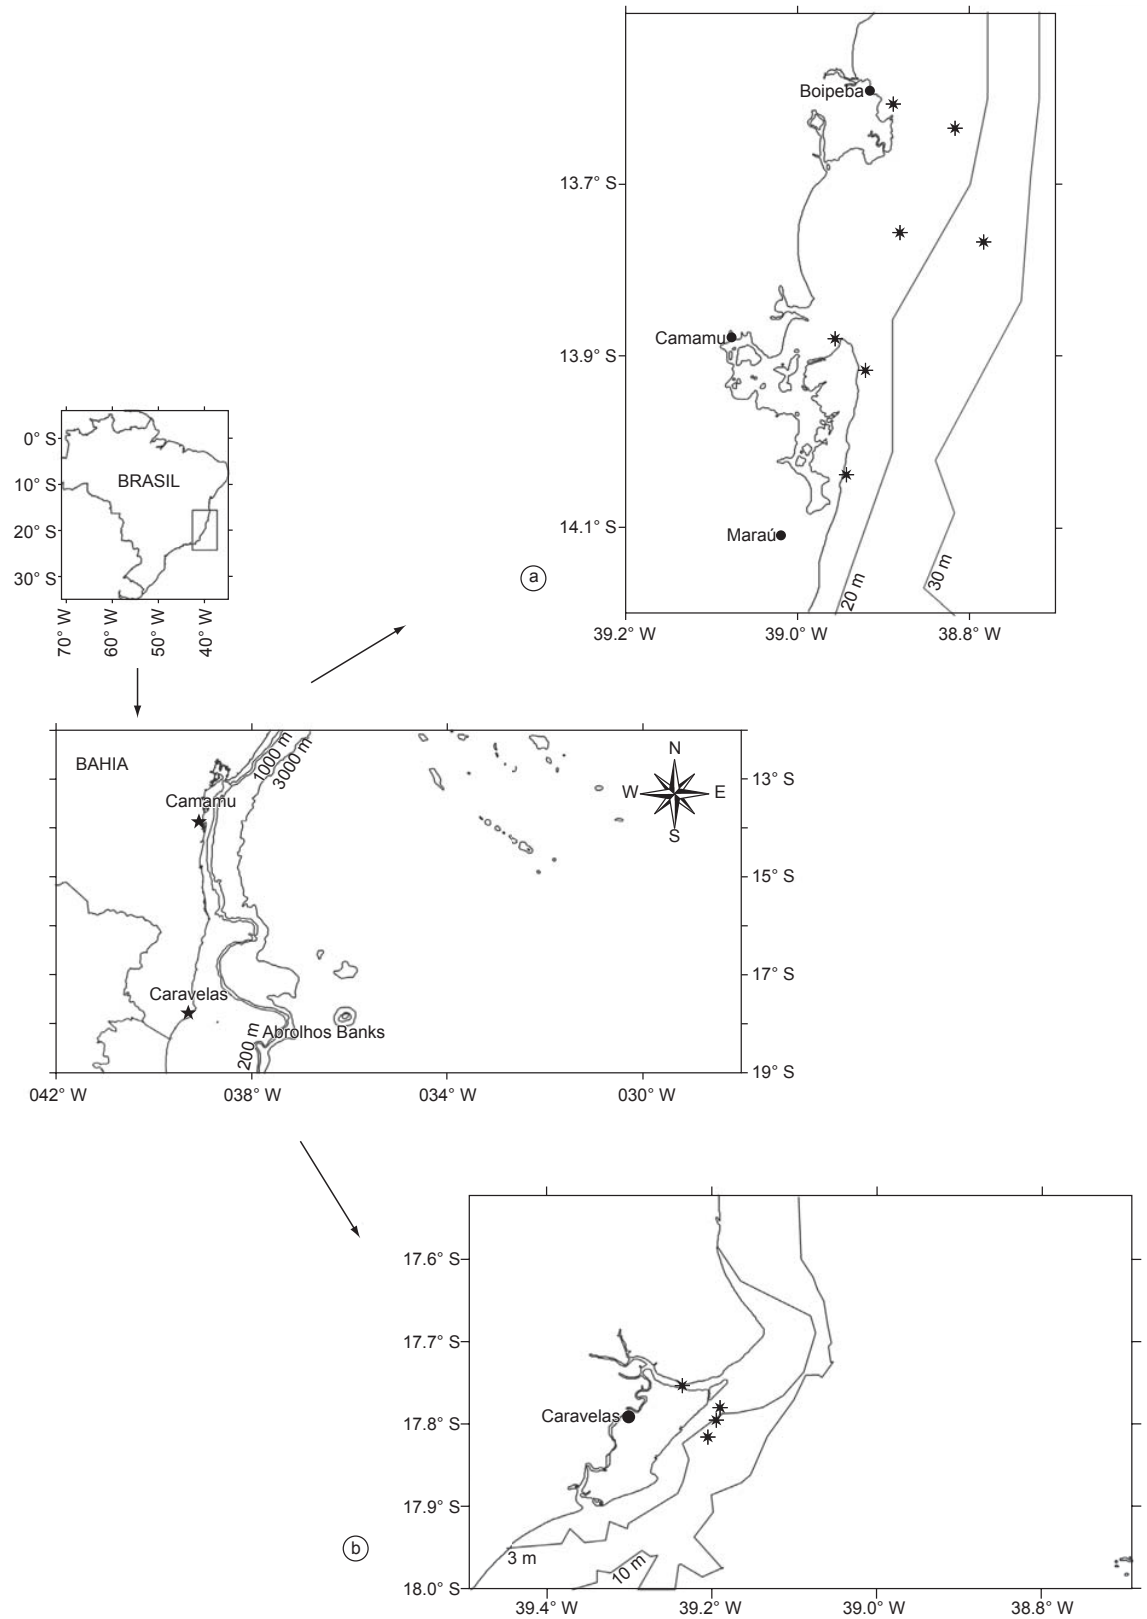 Boipeba
13.7° S
Camamu
13.9° S
14.1° S
Maraú
20 m
30 m
39.2° W
39.0° W
38.8° W
a
0° S
10° S
20° S
30° S
BRASIL
70° W
60° W
50° W
40° W
BAHIA
1000 m
3000 m
Camamu
N
W
E
S
13° S
15° S
17° S
19° S
Caravelas
200 m
Abrolhos Banks
042° W
038° W
034° W
030° W
17.6° S
17.7° S
17.8° S
17.9° S
18.0° S
Caravelas
3 m
10 m
b
39.4° W
39.2° W
39.0° W
38.8° W